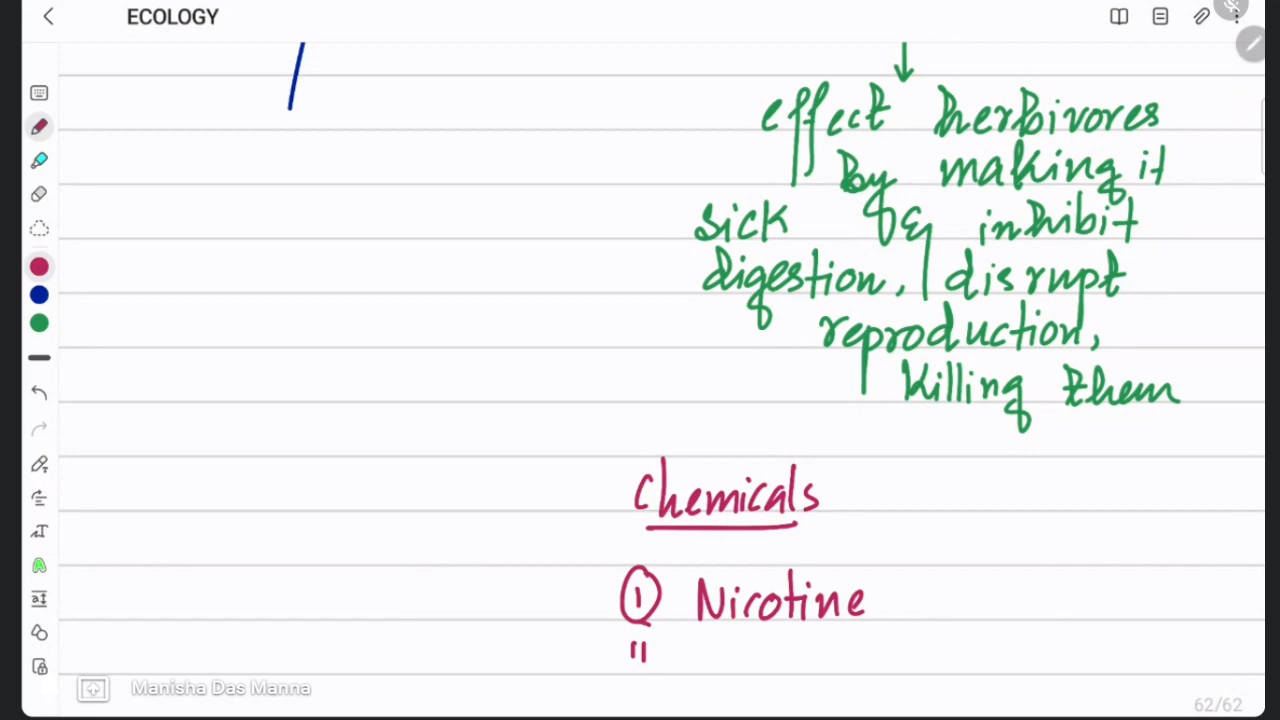 ECOLOGY
effect herbivores
By making it
sick & inhibit
digestion, disrupt
reproduction,
killing them
Chemicals
① Nicotine
Manisha Das Manna
62/62